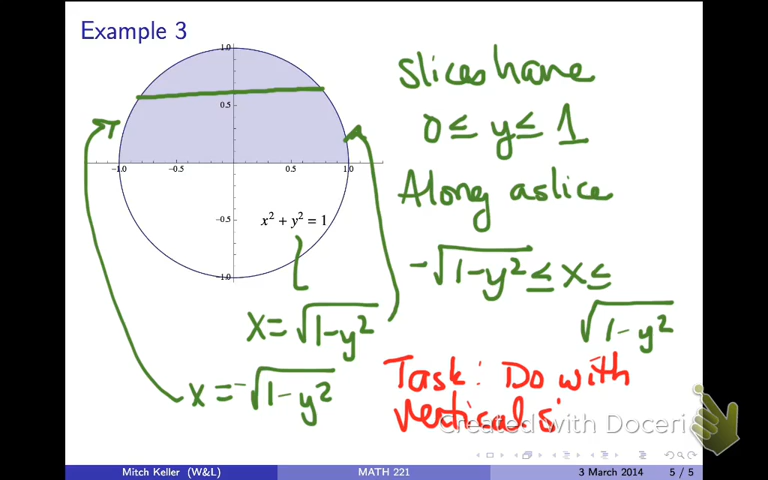 Example 3
slices have
0 ≤ y ≤ 1
Along a slice
-√1-y² ≤ x ≤
√1-y²
1.0
0.5
-1.0
-0.5
0.5
1.0
-0.5
-1.0
x² + y² = 1
x = √1-y²
x = -√1-y²
Task: Do with
vertical
Created with Doceri
Mitch Keller (W&L)
MATH 221
3 March 2014
5 / 5